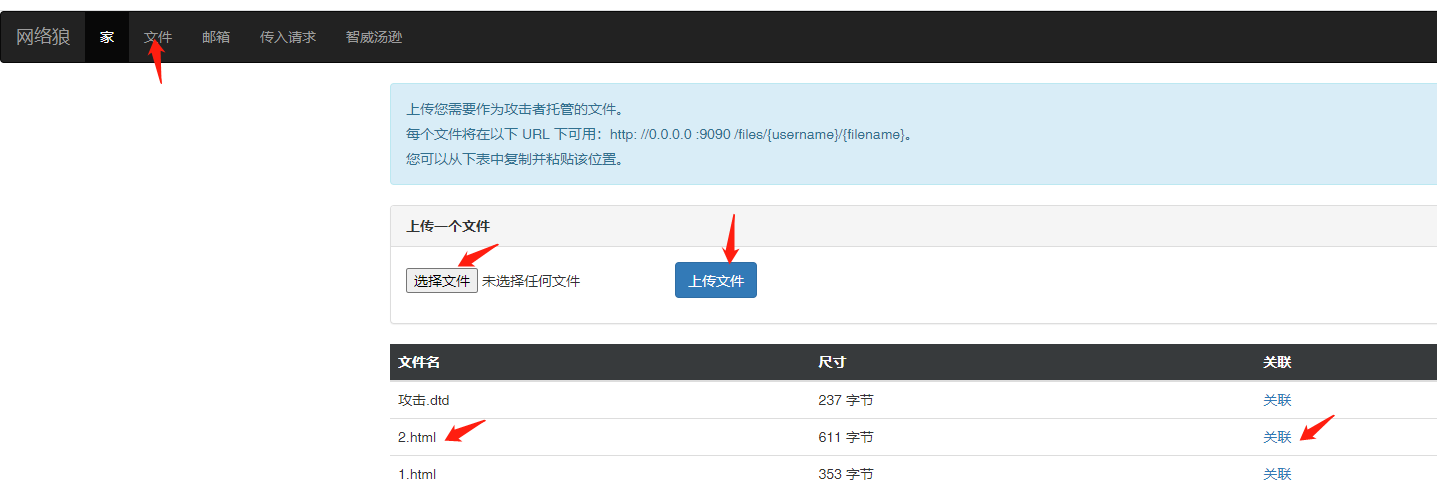 网络狼 家 文件 邮箱 传入请求 智威汤逊
上传您需要作为攻击者托管的文件。
每个文件将在以下 URL 下可用：http: //0.0.0.0 :9090 /files/{username}/{filename}。
您可以从下表中复制并粘贴该位置。
上传一个文件
选择文件 未选择任何文件 上传文件
文件名 尺寸 关联
攻击.dtd 237 字节 关联
2.html 611 字节 关联
1.html 353 字节 关联